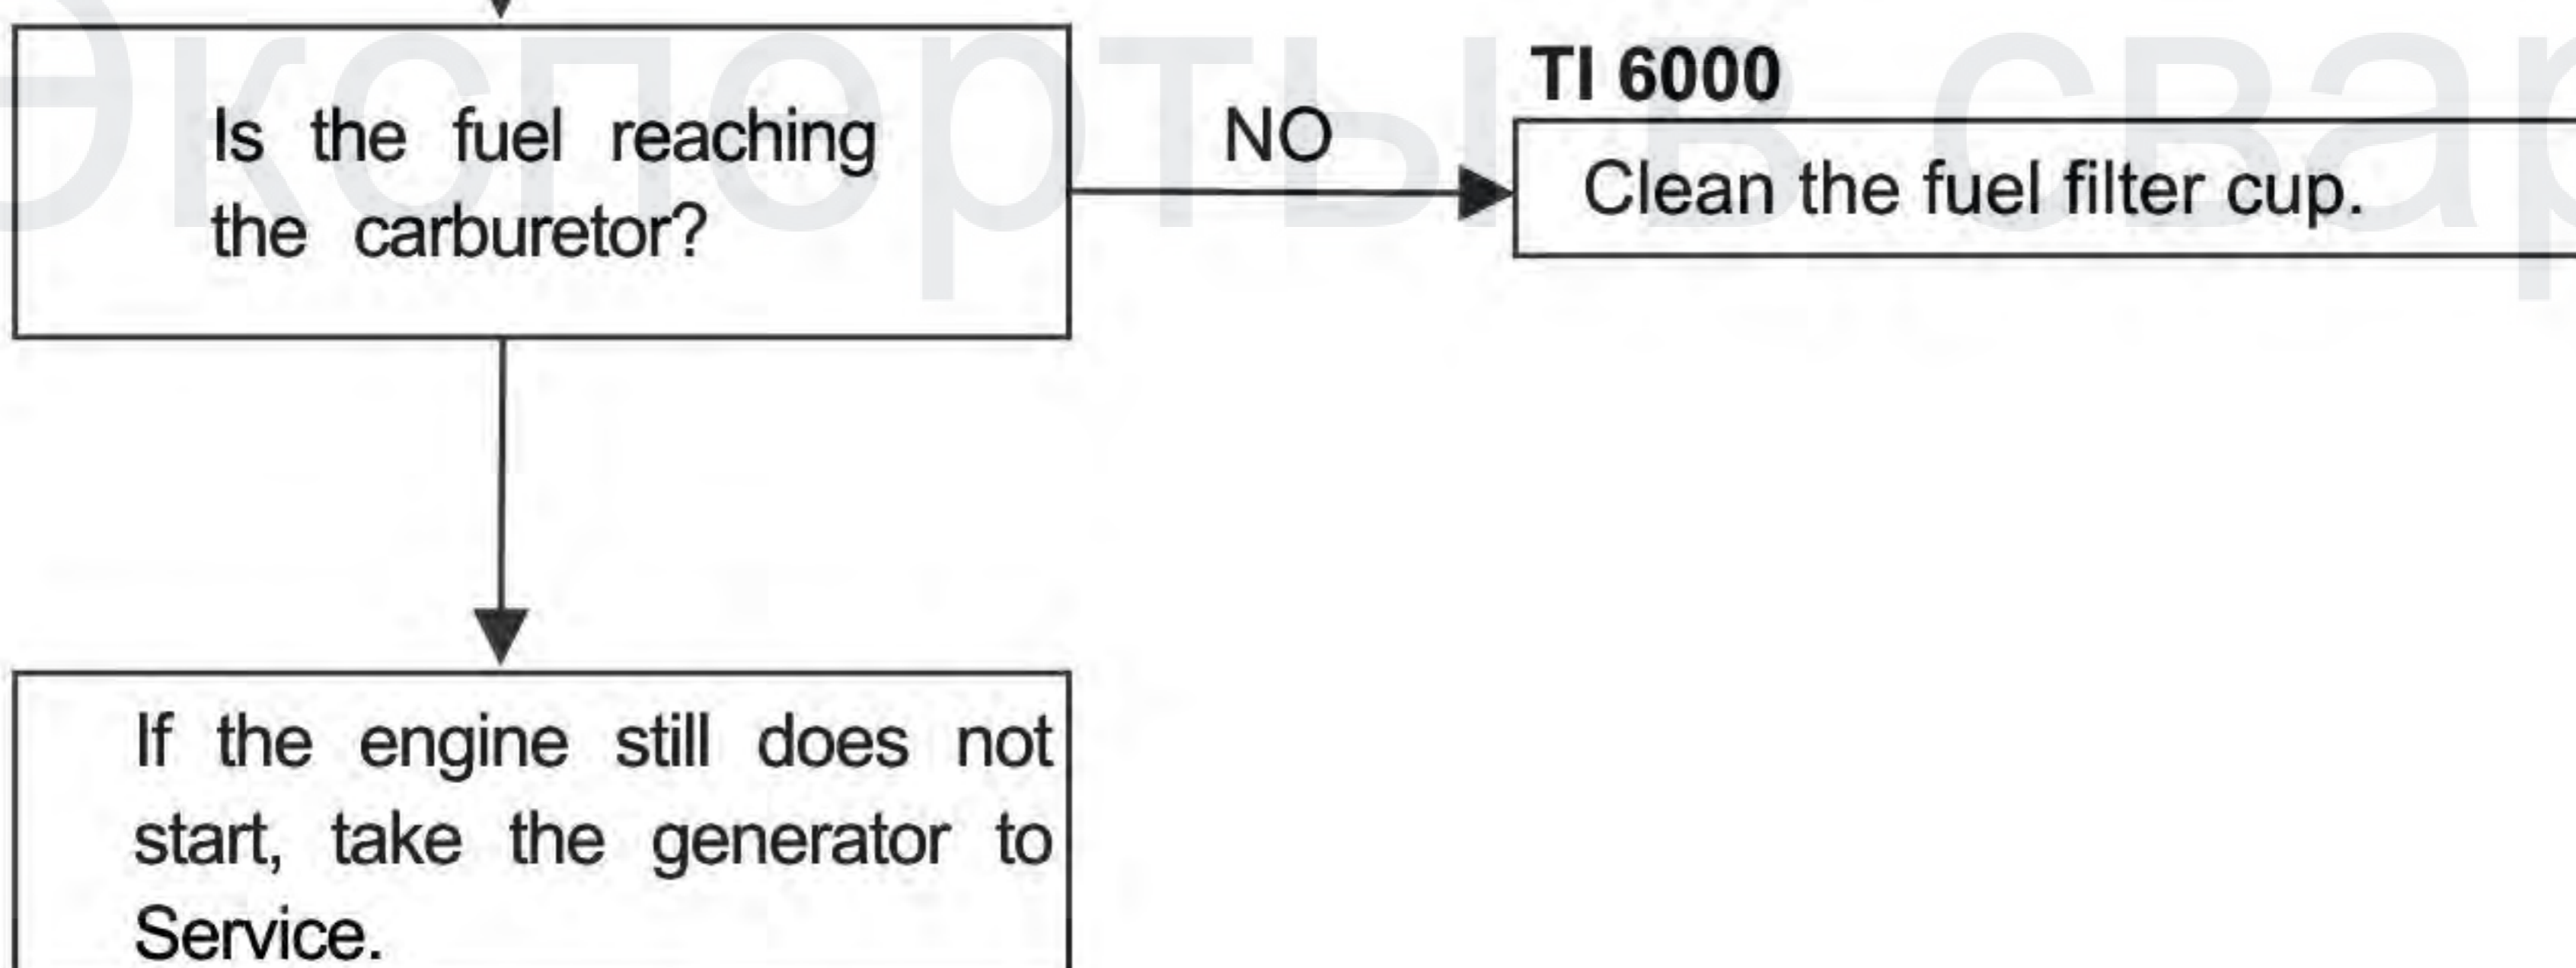 Эксперты в свар
Is the fuel reaching
the carburetor?
NO
TI 6000
Clean the fuel filter cup.
If the engine still does not
start, take the generator to
Service.